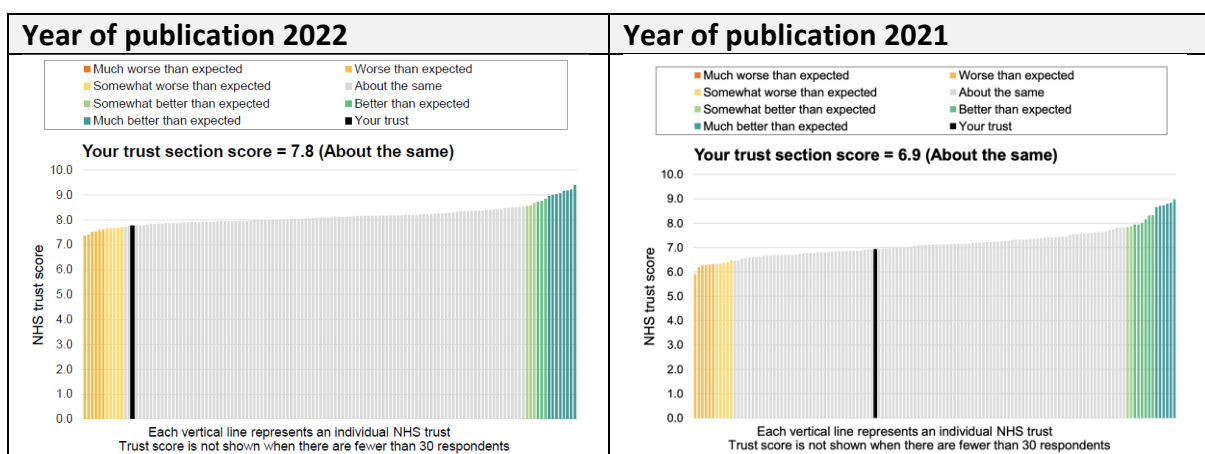 Year of publication 2022
Year of publication 2021
Much worse than expected
Worse than expected
Somewhat worse than expected
About the same
Somewhat better than expected
Better than expected
Much better than expected
Your trust
Your trust section score = 7.8 (About the same)
10.0
9.0
8.0
7.0
6.0
5.0
4.0
3.0
2.0
1.0
0.0
NHS trust score
Each vertical line represents an individual NHS trust
Trust score is not shown when there are fewer than 30 respondents
Much worse than expected
Worse than expected
Somewhat worse than expected
About the same
Somewhat better than expected
Better than expected
Much better than expected
Your trust
Your trust section score = 6.9 (About the same)
10.0
9.0
8.0
7.0
6.0
5.0
4.0
3.0
2.0
1.0
0.0
NHS trust score
Each vertical line represents an individual NHS trust
Trust score is not shown when there are fewer than 30 respondents